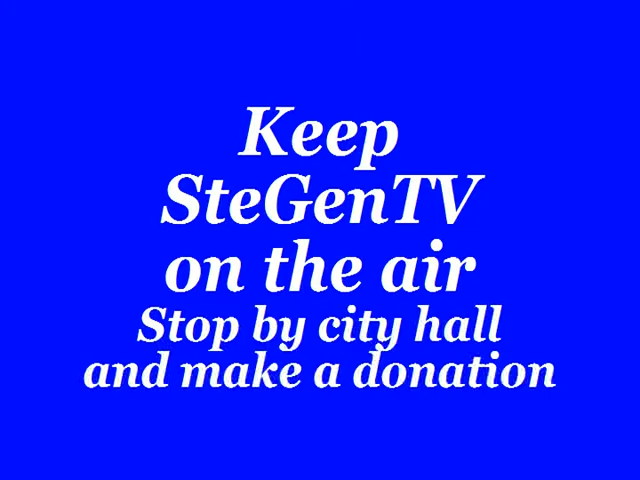 Keep
SteGenTV
on the air
Stop by city hall
and make a donation